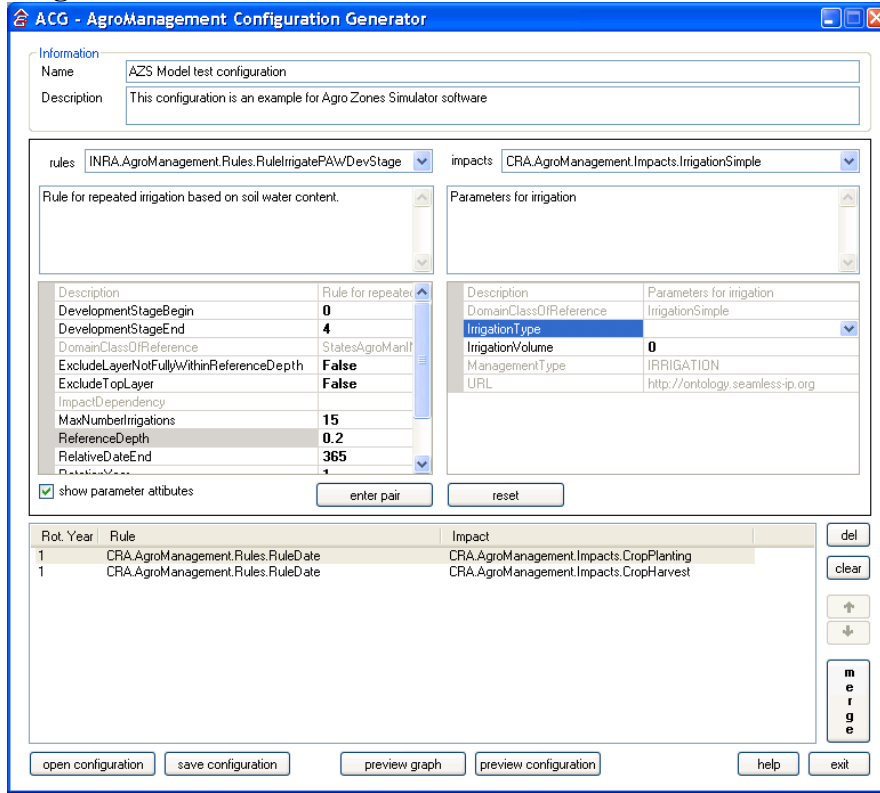 ACG - AgroManagement Configuration Generator
Information
Name AZS Model test configuration
Description This configuration is an example for Agro Zones Simulator software
rules INRA.AgroManagement.Rules.RuleIrrigatePAWDevStage impacts CRA.AgroManagement.Impacts.IrrigationSimple
Rule for repeated irrigation based on soil water content. Parameters for irrigation
Description Rule for repeated Description Parameters for irrigation
DevelopmentStageBegin 0 DomainClassOfReference IrrigationSimple
DevelopmentStageEnd 4 IrrigationType
DomainClassOfReference StatesAgroManI IrrigationVolume 0
ExcludeLayerNotFullyWithinReferenceDepth False ManagementType IRRIGATION
ExcludeTopLayer False URL http://ontology.seamless-ip.org
ImpactDependency
MaxNumberIrrigations 15
ReferenceDepth 0.2
RelativeDateEnd 365
RotationYear 1
show parameter attibutes enter pair reset
Rot. Year Rule Impact del
1 CRA.AgroManagement.Rules.RuleDate CRA.AgroManagement.Impacts.CropPlanting
1 CRA.AgroManagement.Rules.RuleDate CRA.AgroManagement.Impacts.CropHarvest
clear
merge
open configuration save configuration preview graph preview configuration help exit